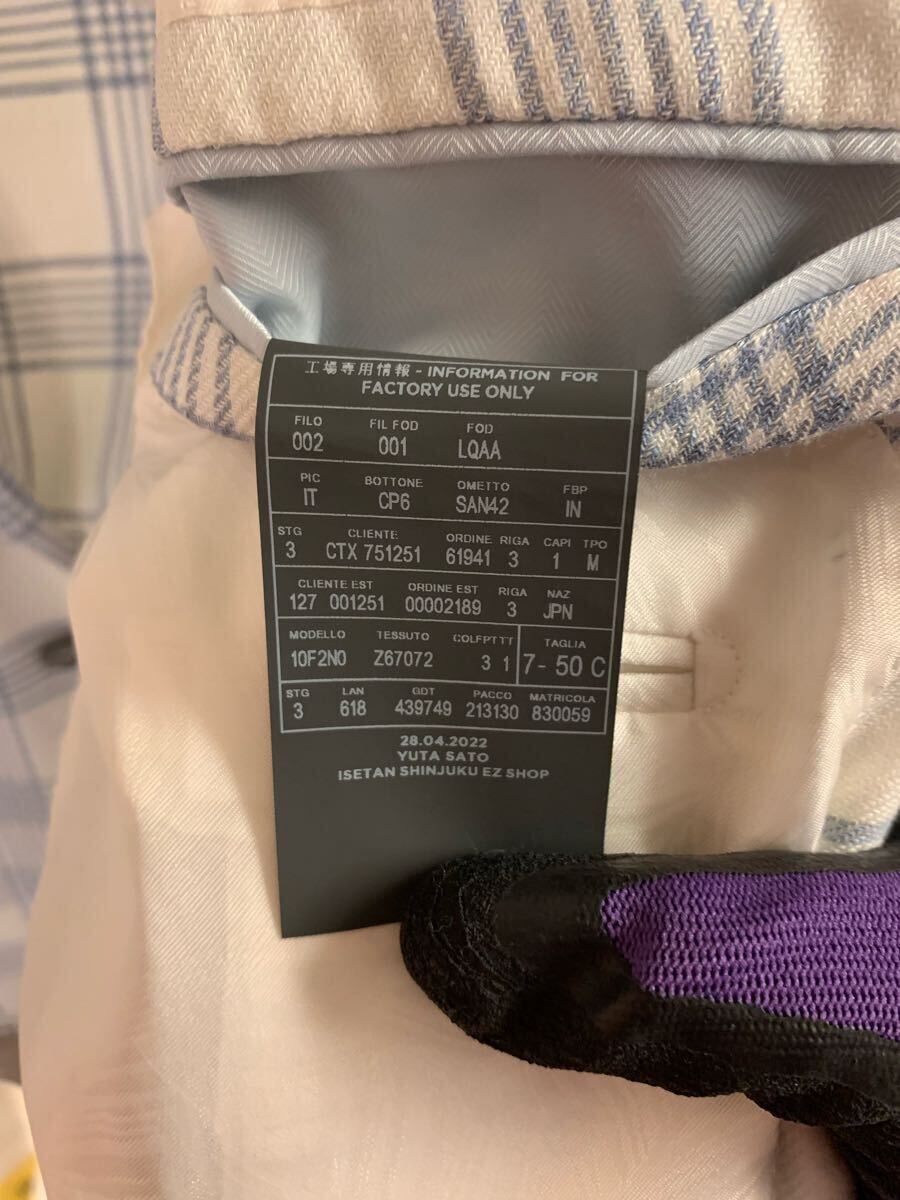 工場専用情報 - INFORMATION FOR
FACTORY USE ONLY
FILO FIL FOD FOD
002 001 LQAA
PIC BOTTONE OMETTO FBP
IT CP6 SAN42 IN
STG CLIENTE ORDINE RIGA CAPI TPO
3 CTX 751251 61941 3 1 M
CLIENTE EST ORDINE EST RIGA NAZ
127 001251 00002189 3 JPN
MODELLO TESSUTO COLFPTTT TAGLIA
10F2N0 Z67072 3 1 7- 50 C
STG LAN GDT PACCO MATRICOLA
3 618 439749 213130 830059
28.04.2022
YUTA SATO
ISETAN SHINJUKU EZ SHOP